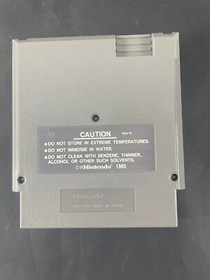 CAUTION
• DO NOT STORE IN EXTREME TEMPERATURES.
• DO NOT IMMERSE IN WATER.
• DO NOT CLEAN WITH BENZENE, THINNER,
ALCOHOL OR OTHER SUCH SOLVENTS.
©Nintendo® 1985
Nintendo®